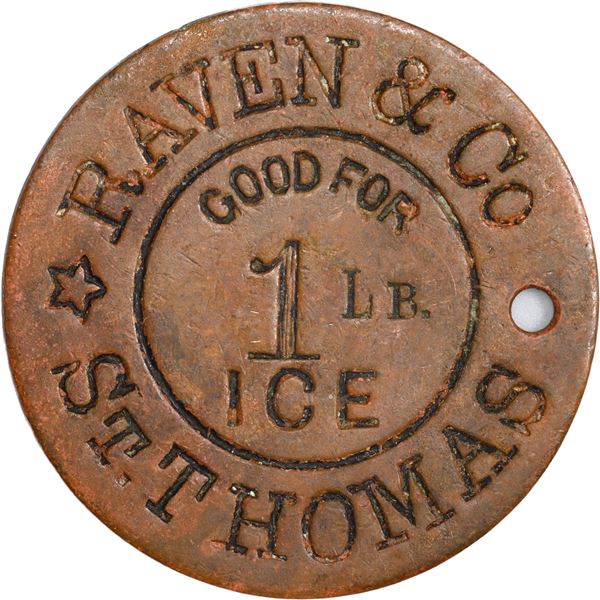 RAVEN & Co
GOOD FOR
1 LB.
ICE
ST. THOMAS